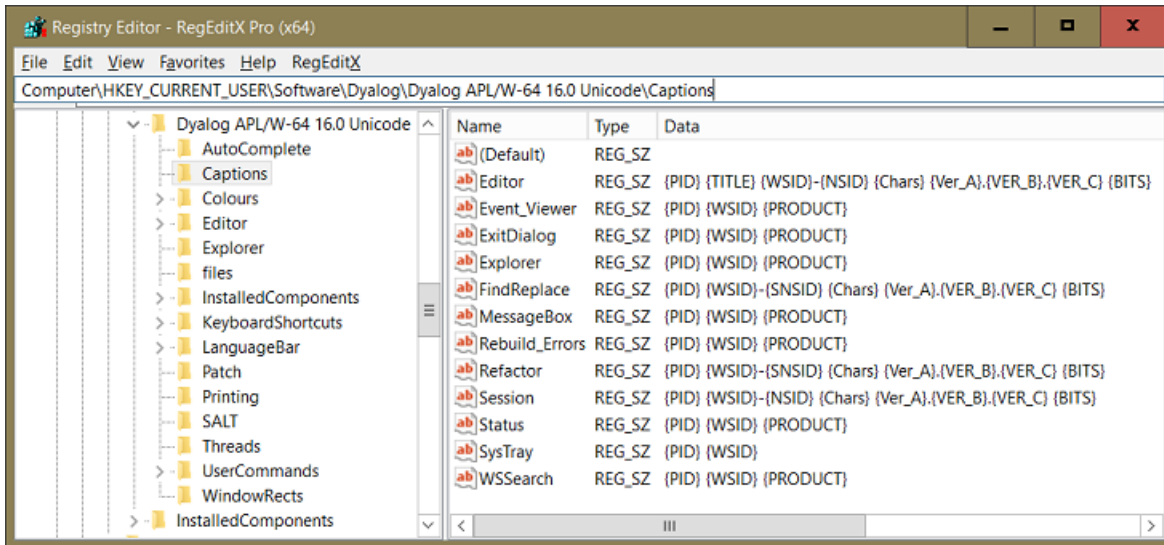 Registry Editor - RegEditX Pro (x64)
File Edit View Favorites Help RegEditX
Computer\HKEY_CURRENT_USER\Software\Dyalog\Dyalog APL/W-64 16.0 Unicode\Captions
Dyalog APL/W-64 16.0 Unicode
AutoComplete
Captions
Colours
Editor
Explorer
files
InstalledComponents
KeyboardShortcuts
LanguageBar
Patch
Printing
SALT
Threads
UserCommands
WindowRects
InstalledComponents
Name Type Data
(Default) REG_SZ
Editor REG_SZ {PID} {TITLE} {WSID}-{NSID} {Chars} {Ver_A}.{VER_B}.{VER_C} {BITS}
Event_Viewer REG_SZ {PID} {WSID} {PRODUCT}
ExitDialog REG_SZ {PID} {WSID} {PRODUCT}
Explorer REG_SZ {PID} {WSID} {PRODUCT}
FindReplace REG_SZ {PID} {WSID}-{SNSID} {Chars} {Ver_A}.{VER_B}.{VER_C} {BITS}
MessageBox REG_SZ {PID} {WSID} {PRODUCT}
Rebuild_Errors REG_SZ {PID} {WSID} {PRODUCT}
Refactor REG_SZ {PID} {WSID}-{SNSID} {Chars} {Ver_A}.{VER_B}.{VER_C} {BITS}
Session REG_SZ {PID} {WSID}-{NSID} {Chars} {Ver_A}.{VER_B}.{VER_C} {BITS}
Status REG_SZ {PID} {WSID} {PRODUCT}
SysTray REG_SZ {PID} {WSID}
WSSearch REG_SZ {PID} {WSID} {PRODUCT}